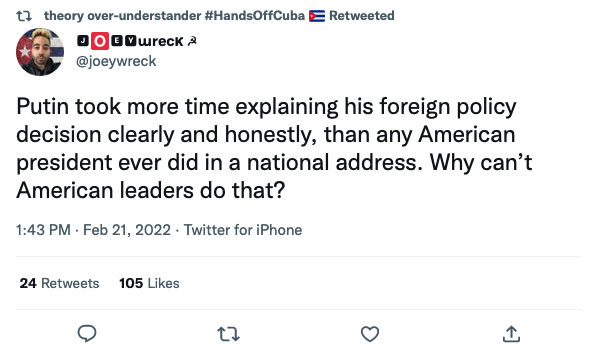 theory over-understander #HandsOffCuba 🇨🇺 Retweeted
🅹🅾🅴🆈wrecK ☭
@joeywreck
Putin took more time explaining his foreign policy
decision clearly and honestly, than any American
president ever did in a national address. Why can’t
American leaders do that?
1:43 PM · Feb 21, 2022 · Twitter for iPhone
24 Retweets 105 Likes